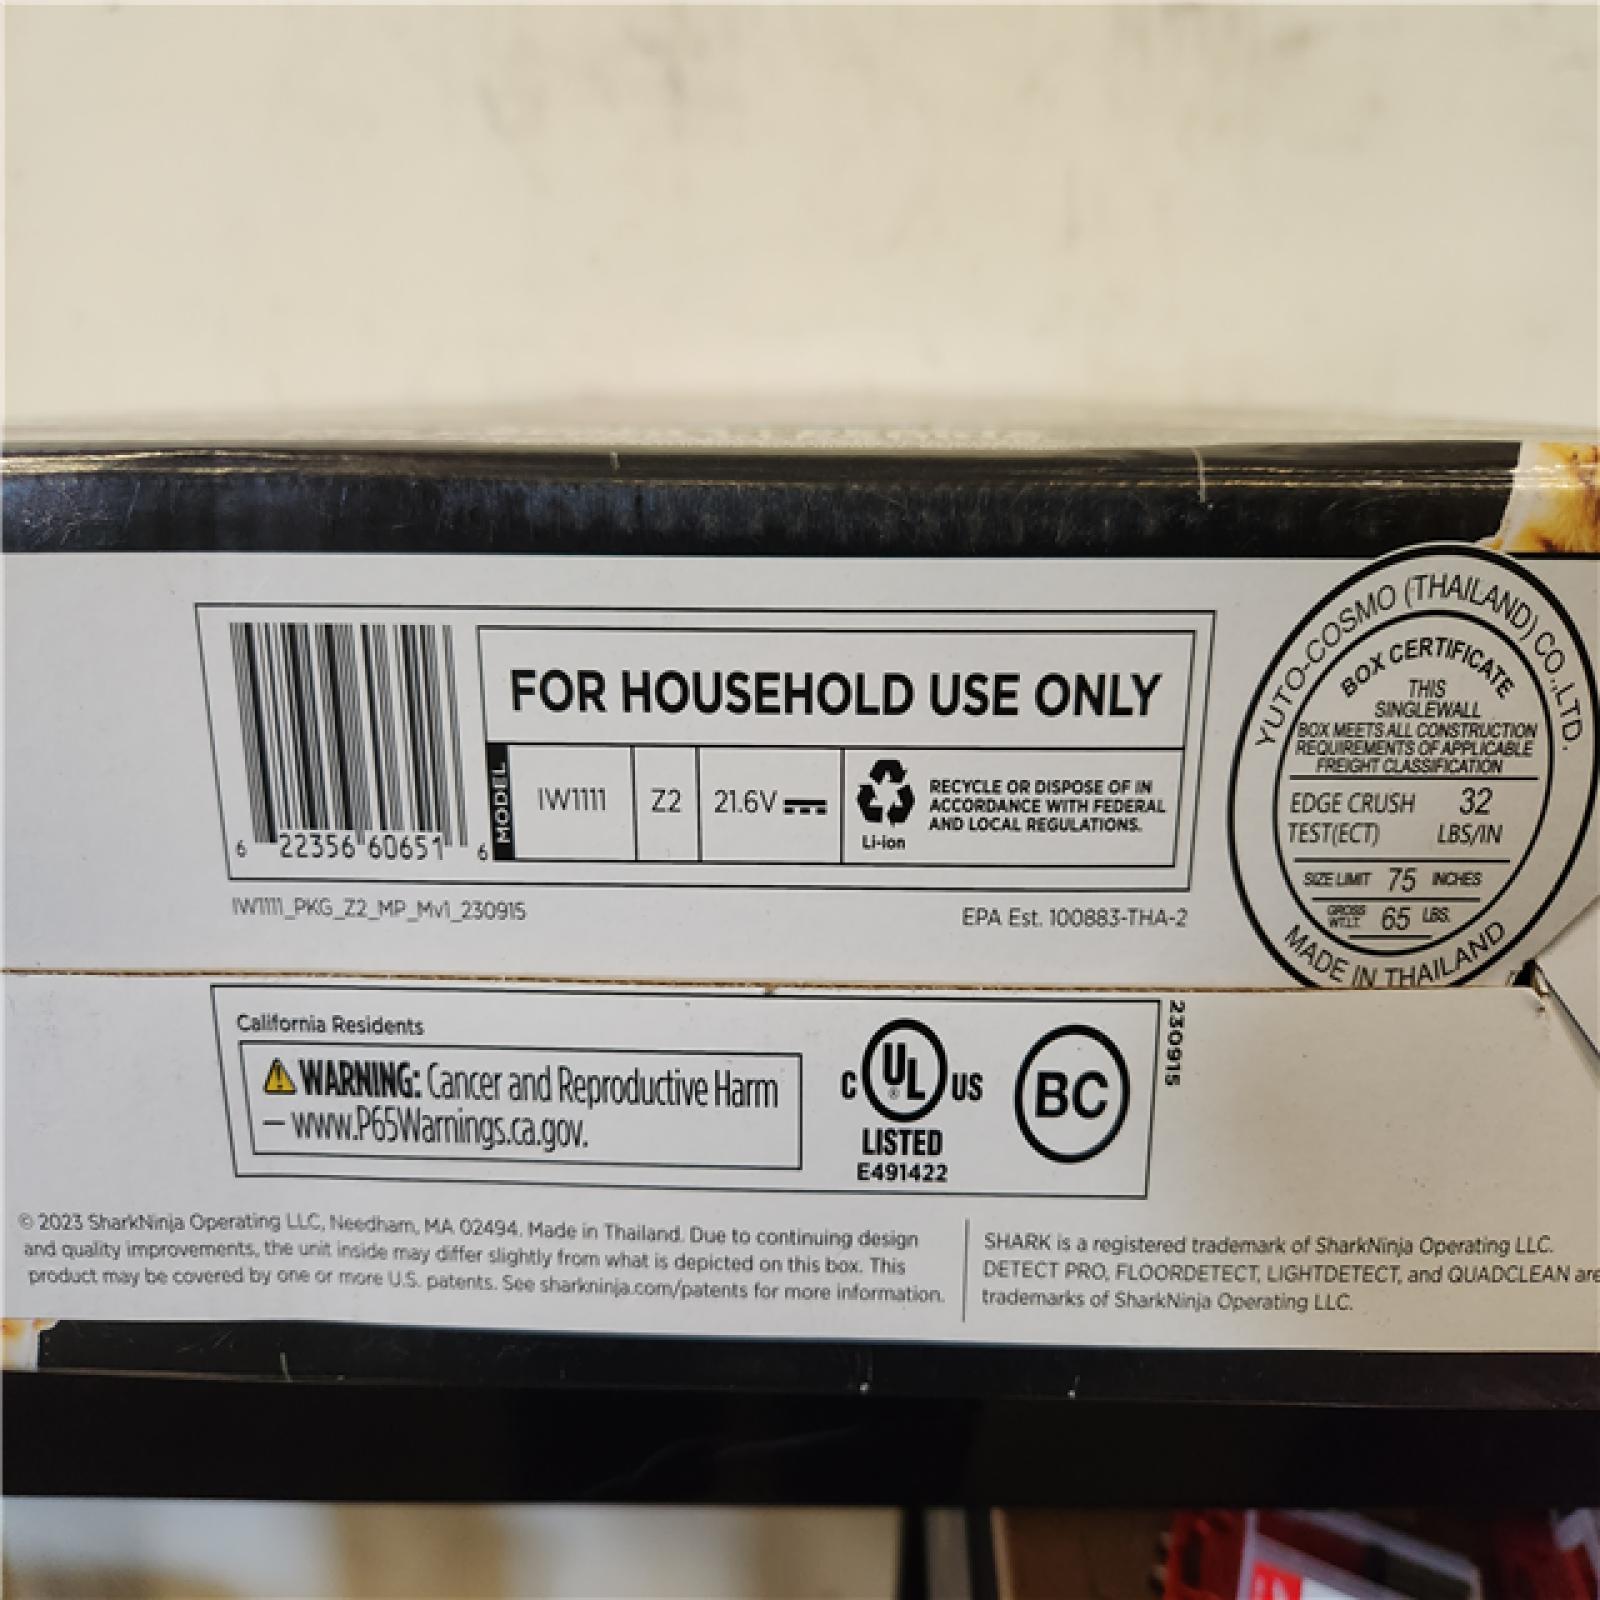 FOR HOUSEHOLD USE ONLY
6 22356 60651 6
MODEL
IW1111
Z2
21.6V
Li-ion
RECYCLE OR DISPOSE OF IN
ACCORDANCE WITH FEDERAL
AND LOCAL REGULATIONS.
IW1111_PKG_Z2_MP_Mv1_230915
EPA Est. 100883-THA-2
YUTO-COSMO (THAILAND) CO.,LTD.
BOX CERTIFICATE
THIS
SINGLEWALL
BOX MEETS ALL CONSTRUCTION
REQUIREMENTS OF APPLICABLE
FREIGHT CLASSIFICATION
EDGE CRUSH 32
TEST(ECT) LBS/IN
SIZE LIMIT 75 INCHES
GROSS
WT.LT. 65 LBS.
MADE IN THAILAND
California Residents
WARNING: Cancer and Reproductive Harm
– www.P65Warnings.ca.gov.
C UL US
®
LISTED
E491422
BC
230915
© 2023 SharkNinja Operating LLC, Needham, MA 02494. Made in Thailand. Due to continuing design
and quality improvements, the unit inside may differ slightly from what is depicted on this box. This
product may be covered by one or more U.S. patents. See sharkninja.com/patents for more information.
SHARK is a registered trademark of SharkNinja Operating LLC.
DETECT PRO, FLOORDETECT, LIGHTDETECT, and QUADCLEAN are
trademarks of SharkNinja Operating LLC.